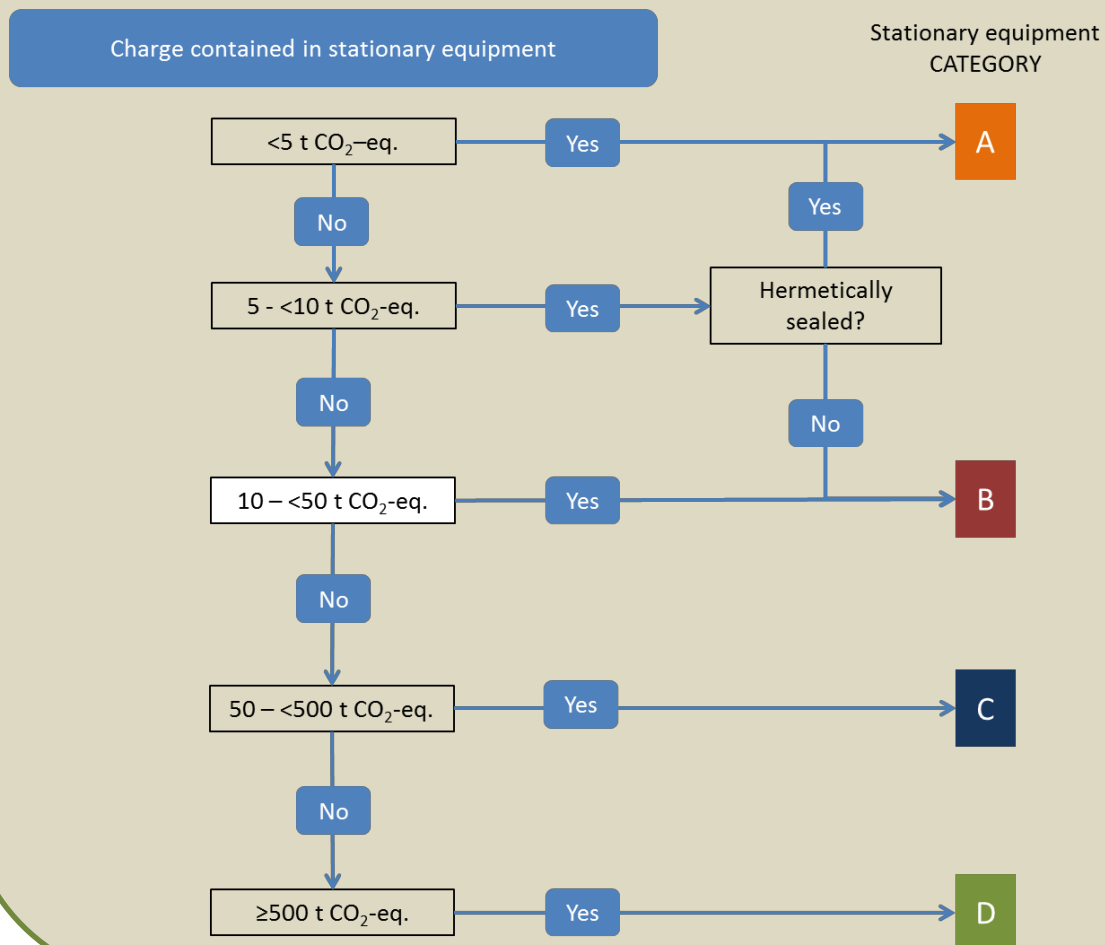 Charge contained in stationary equipment
Stationary equipment
CATEGORY
<5 t CO₂–eq.
Yes
A
No
Yes
5 - <10 t CO₂-eq.
Yes
Hermetically
sealed?
No
No
10 – <50 t CO₂-eq.
Yes
B
No
50 – <500 t CO₂-eq.
Yes
C
No
≥500 t CO₂-eq.
Yes
D